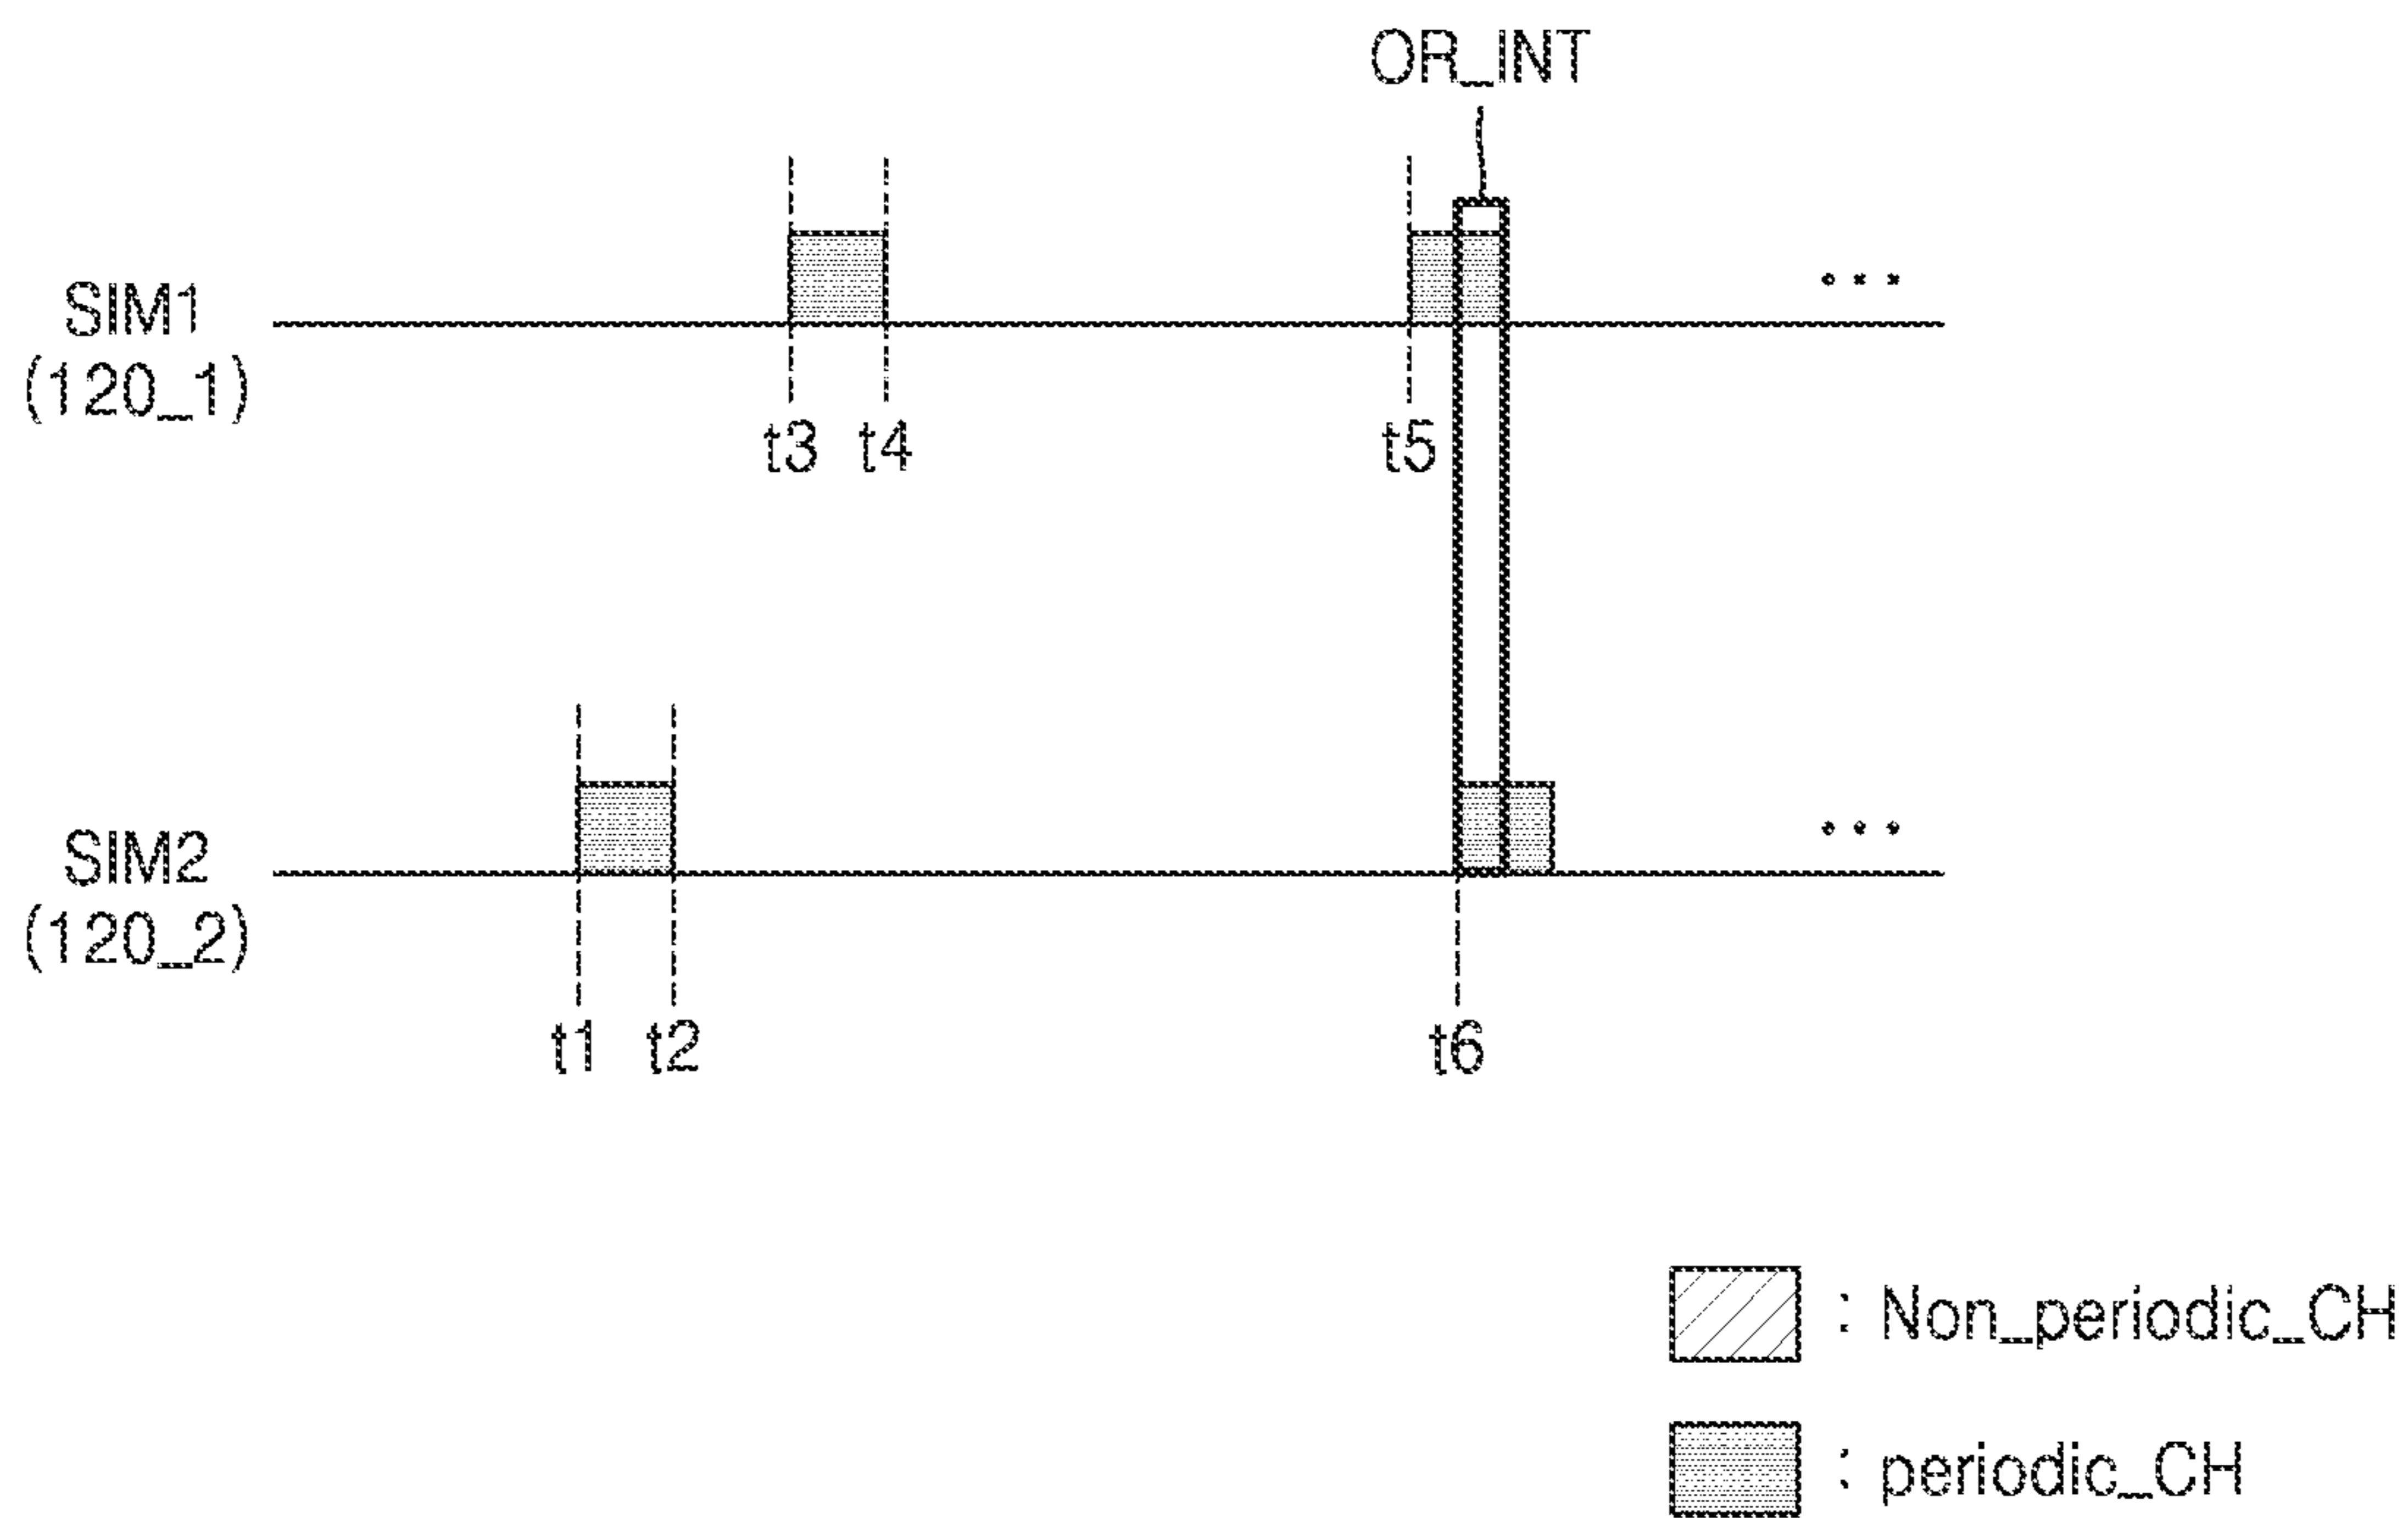 OR_INT
SIM1
(120_1)
t3 t4 t5
...
SIM2
(120_2)
t1 t2 t6
...
: Non_periodic_CH
: periodic_CH